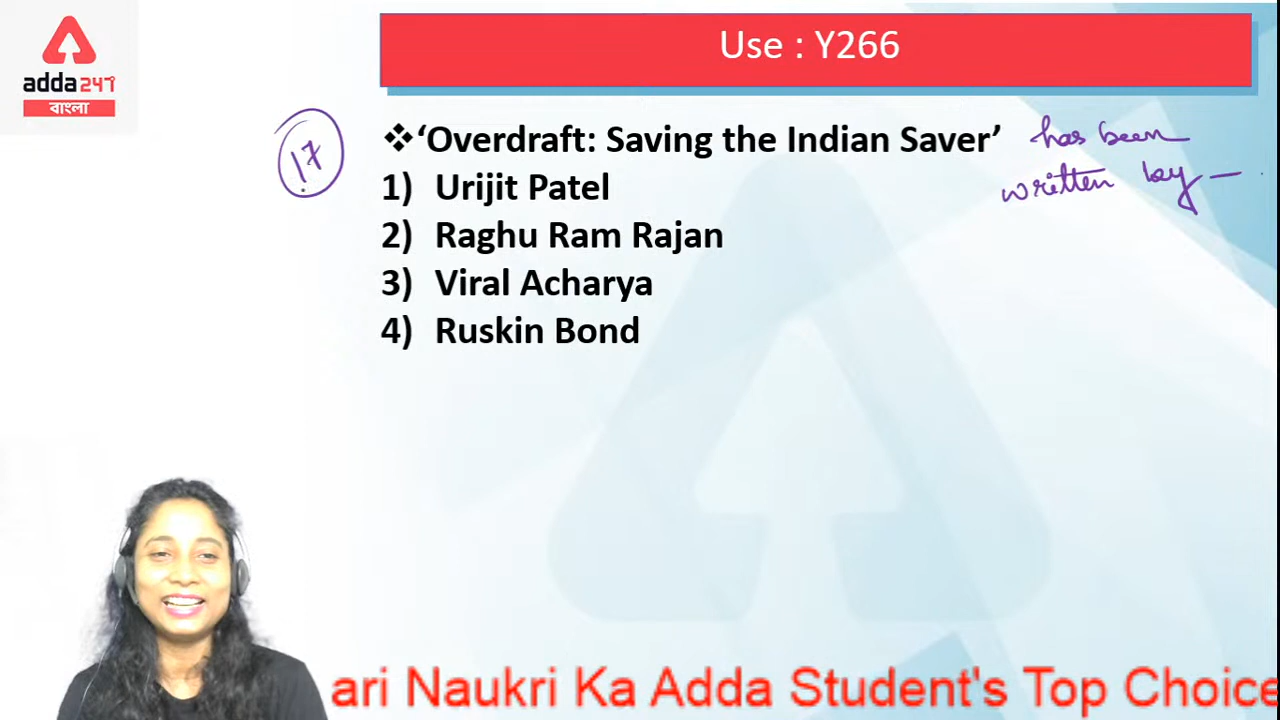 adda247
বাংলা
Use : Y266
17
❖‘Overdraft: Saving the Indian Saver’ has been
written by –
1) Urijit Patel
2) Raghu Ram Rajan
3) Viral Acharya
4) Ruskin Bond
ari Naukri Ka Adda Student's Top Choice